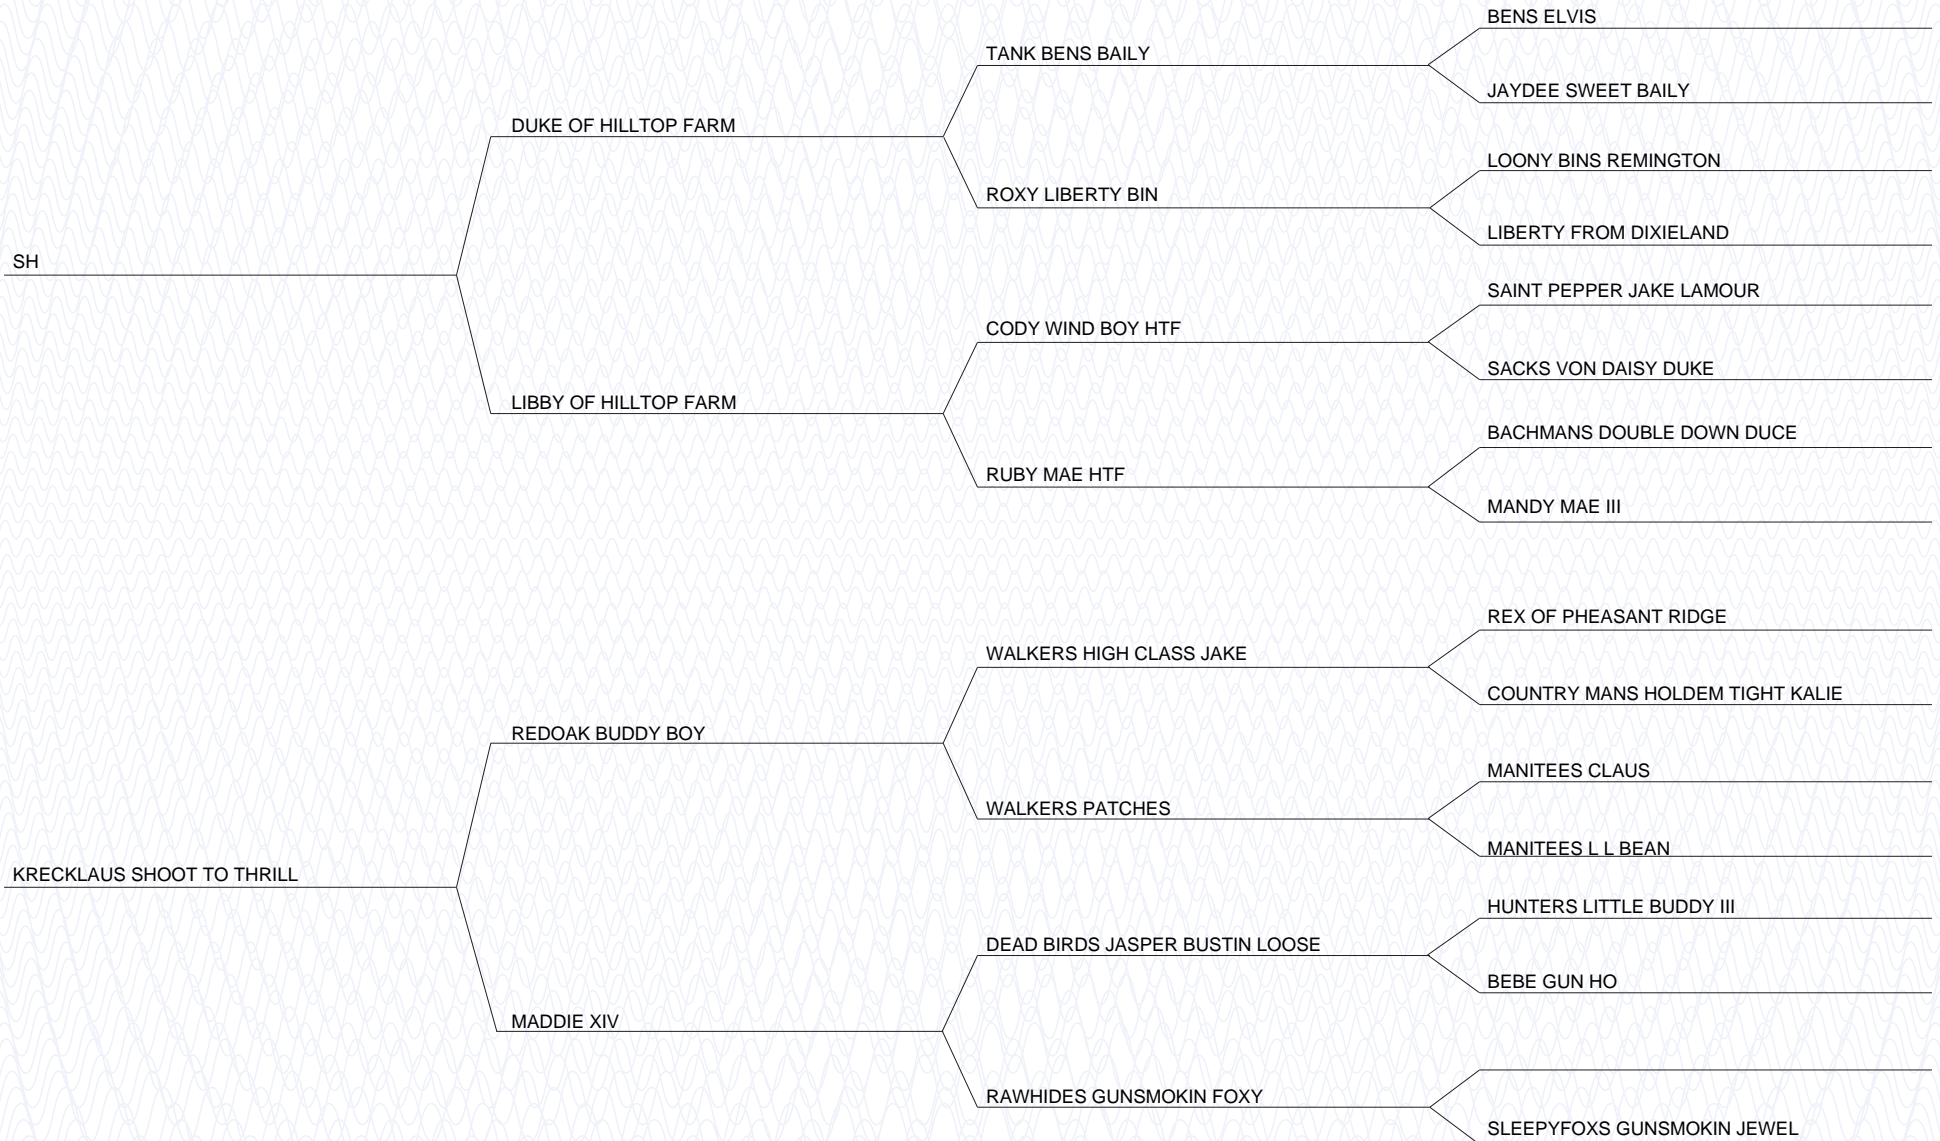 BENS ELVIS
TANK BENS BAILY
JAYDEE SWEET BAILY
DUKE OF HILLTOP FARM
LOONY BINS REMINGTON
ROXY LIBERTY BIN
LIBERTY FROM DIXIELAND
SH
SAINT PEPPER JAKE LAMOUR
CODY WIND BOY HTF
SACKS VON DAISY DUKE
LIBBY OF HILLTOP FARM
BACHMANS DOUBLE DOWN DUCE
RUBY MAE HTF
MANDY MAE III
REX OF PHEASANT RIDGE
WALKERS HIGH CLASS JAKE
COUNTRY MANS HOLDEM TIGHT KALIE
REDOAK BUDDY BOY
MANITEES CLAUS
WALKERS PATCHES
MANITEES L L BEAN
KRECKLAUS SHOOT TO THRILL
HUNTERS LITTLE BUDDY III
DEAD BIRDS JASPER BUSTIN LOOSE
BEBE GUN HO
MADDIE XIV
RAWHIDES GUNSMOKIN FOXY
SLEEPYFOXS GUNSMOKIN JEWEL